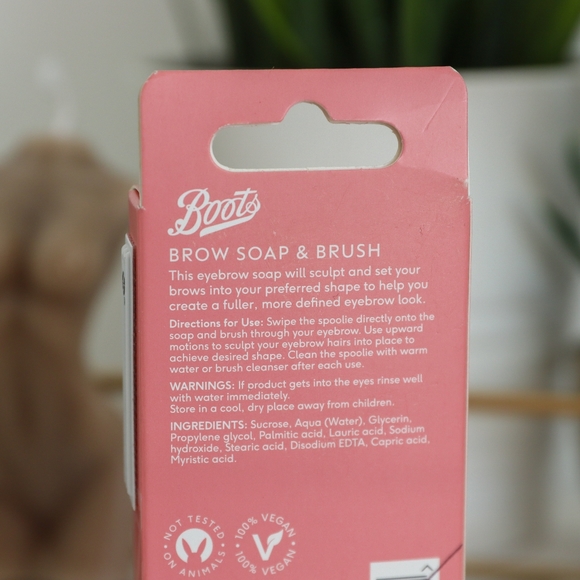 Boots
BROW SOAP & BRUSH
This eyebrow soap will sculpt and set your
brows into your preferred shape to help you
create a fuller, more defined eyebrow look.
Directions for Use: Swipe the spoolie directly onto the
soap and brush through your eyebrow. Use upward
motions to sculpt your eyebrow hairs into place to
achieve desired shape. Clean the spoolie with warm
water or brush cleanser after each use.
WARNINGS: If product gets into the eyes rinse well
with water immediately.
Store in a cool, dry place away from children.
INGREDIENTS: Sucrose, Aqua (Water), Glycerin,
Propylene glycol, Palmitic acid, Lauric acid, Sodium
hydroxide, Stearic acid, Disodium EDTA, Capric acid,
Myristic acid.
• NOT TESTED •
ON ANIMALS
• 100% VEGAN •
100% VEGAN